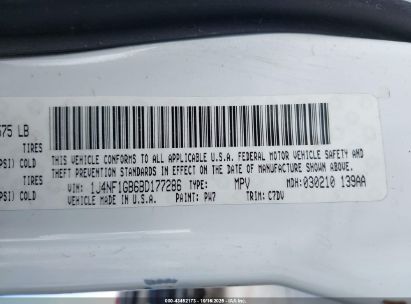 575 LB
TIRES
PSI) COLD
TIRES
PSI) COLD
THIS VEHICLE CONFORMS TO ALL APPLICABLE U.S.A. FEDERAL MOTOR VEHICLE SAFETY AND
THEFT PREVENTION STANDARDS IN EFFECT ON THE DATE OF MANUFACTURE SHOWN ABOVE.
VIN: 1J4NF1GB6BD177286 TYPE: MPV MDH: 030210 139AA
VEHICLE MADE IN U.S.A. PAINT: PW7 TRIM: C7DV